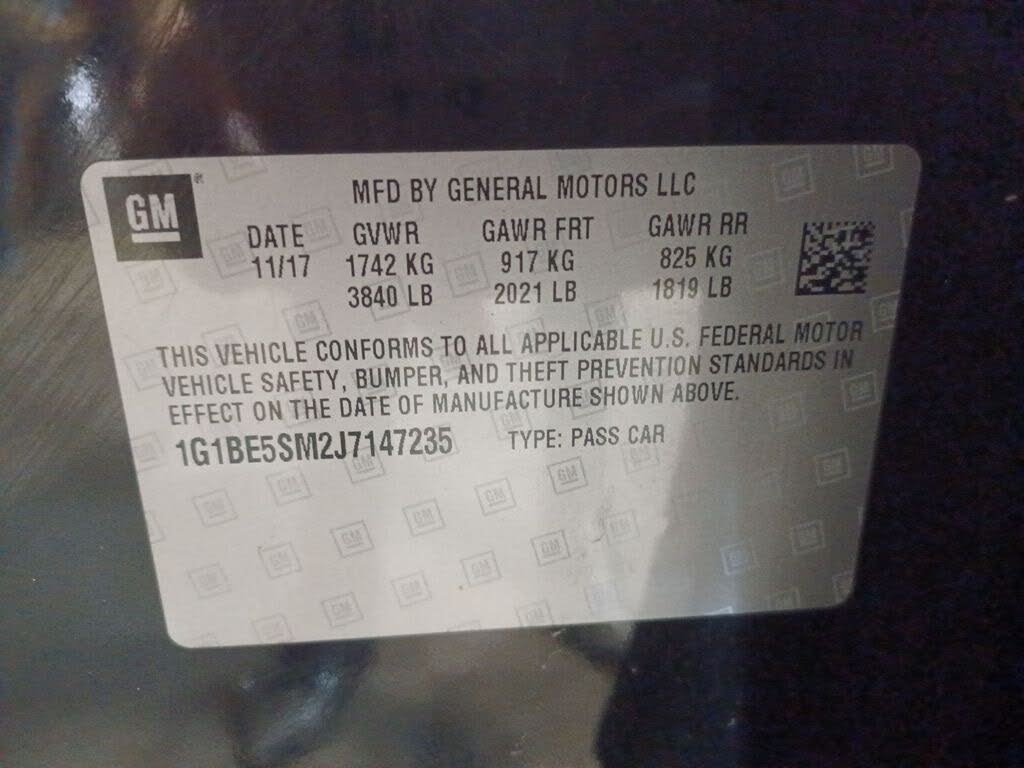 GM
MFD BY GENERAL MOTORS LLC
DATE GVWR GAWR FRT GAWR RR
11/17 1742 KG 917 KG 825 KG
3840 LB 2021 LB 1819 LB
THIS VEHICLE CONFORMS TO ALL APPLICABLE U.S. FEDERAL MOTOR
VEHICLE SAFETY, BUMPER, AND THEFT PREVENTION STANDARDS IN
EFFECT ON THE DATE OF MANUFACTURE SHOWN ABOVE.
1G1BE5SM2J7147235 TYPE: PASS CAR